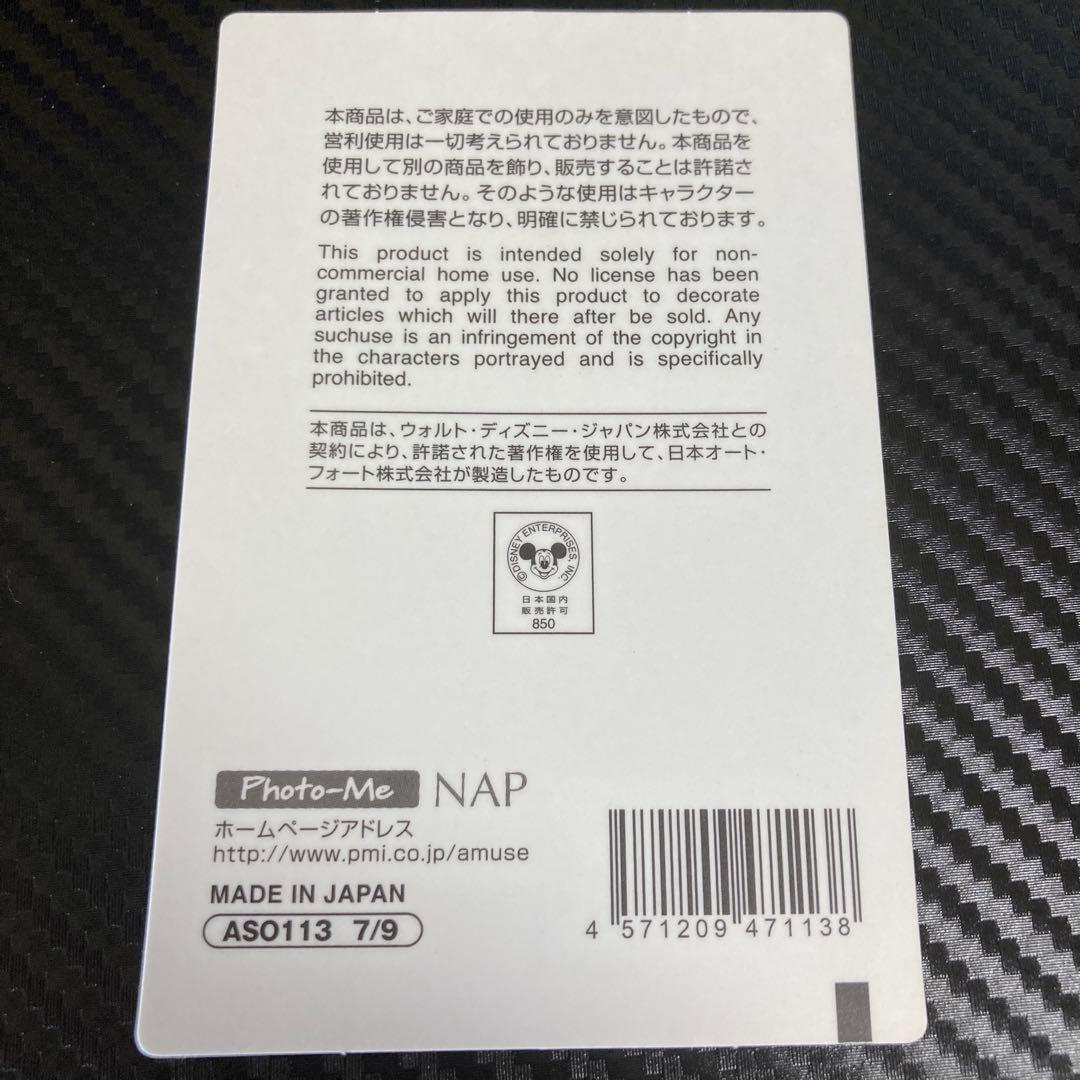 本商品は、ご家庭での使用のみを意図したもので、
営利使用は一切考えられておりません。本商品を
使用して別の商品を飾り、販売することは許諾さ
れておりません。そのような使用はキャラクター
の著作権侵害となり、明確に禁じられております。
This product is intended solely for non-
commercial home use. No license has been
granted to apply this product to decorate
articles which will there after be sold. Any
suchuse is an infringement of the copyright in
the characters portrayed and is specifically
prohibited.
本商品は、ウォルト・ディズニー・ジャパン株式会社との
契約により、許諾された著作権を使用して、日本オート・
フォート株式会社が製造したものです。
©DISNEY ENTERPRISES, INC.
日本国内
販売許可
850
Photo-Me NAP
ホームページアドレス
http://www.pmi.co.jp/amuse
MADE IN JAPAN
ASO113 7/9
4 571209 471138